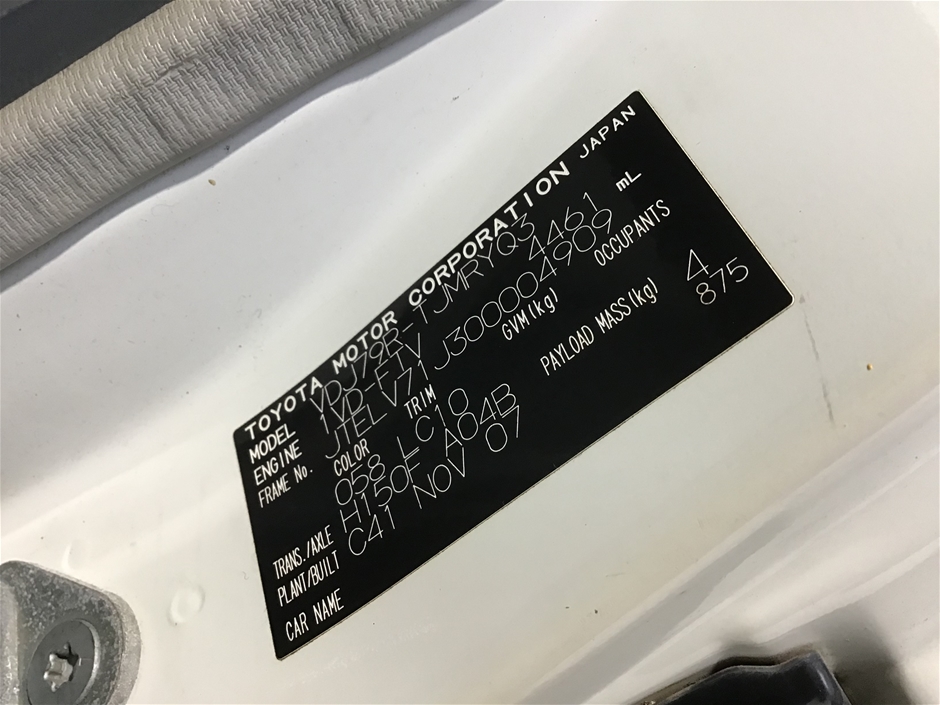 TOYOTA MOTOR CORPORATION JAPAN
MODEL VDJ79R-TJMRYQ3
ENGINE 1VD-FTV 4461 mL
FRAME No. JTELV71J300004909
COLOR TRIM GVM(kg) OCCUPANTS
058 LC10 4
TRANS./AXLE H150F A04B PAYLOAD MASS(kg) 875
PLANT/BUILT C41 NOV 07
CAR NAME